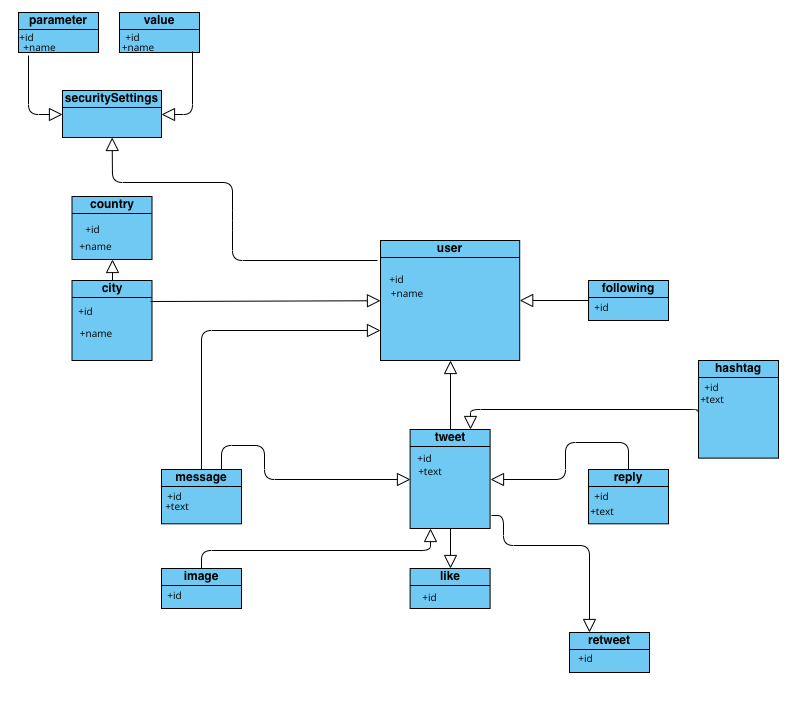 parameter
+id
+name
value
+id
+name
securitySettings
country
+id
+name
city
+id
+name
user
+id
+name
following
+id
hashtag
+id
+text
tweet
+id
+text
message
+id
+text
reply
+id
+text
image
+id
like
+id
retweet
+id